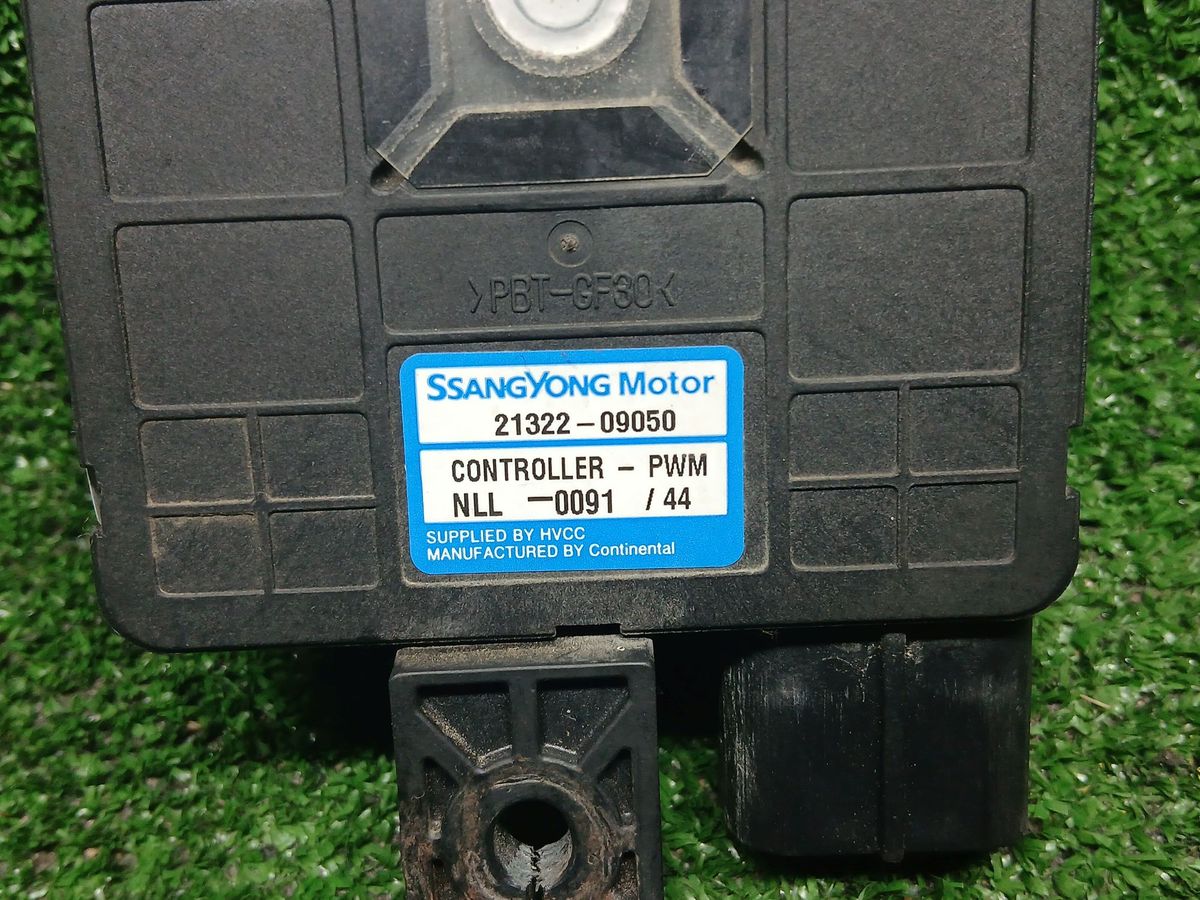 >PBT-GF30<
SSANGYONG Motor
21322-09050
CONTROLLER - PWM
NLL -0091 / 44
SUPPLIED BY HVCC
MANUFACTURED BY Continental